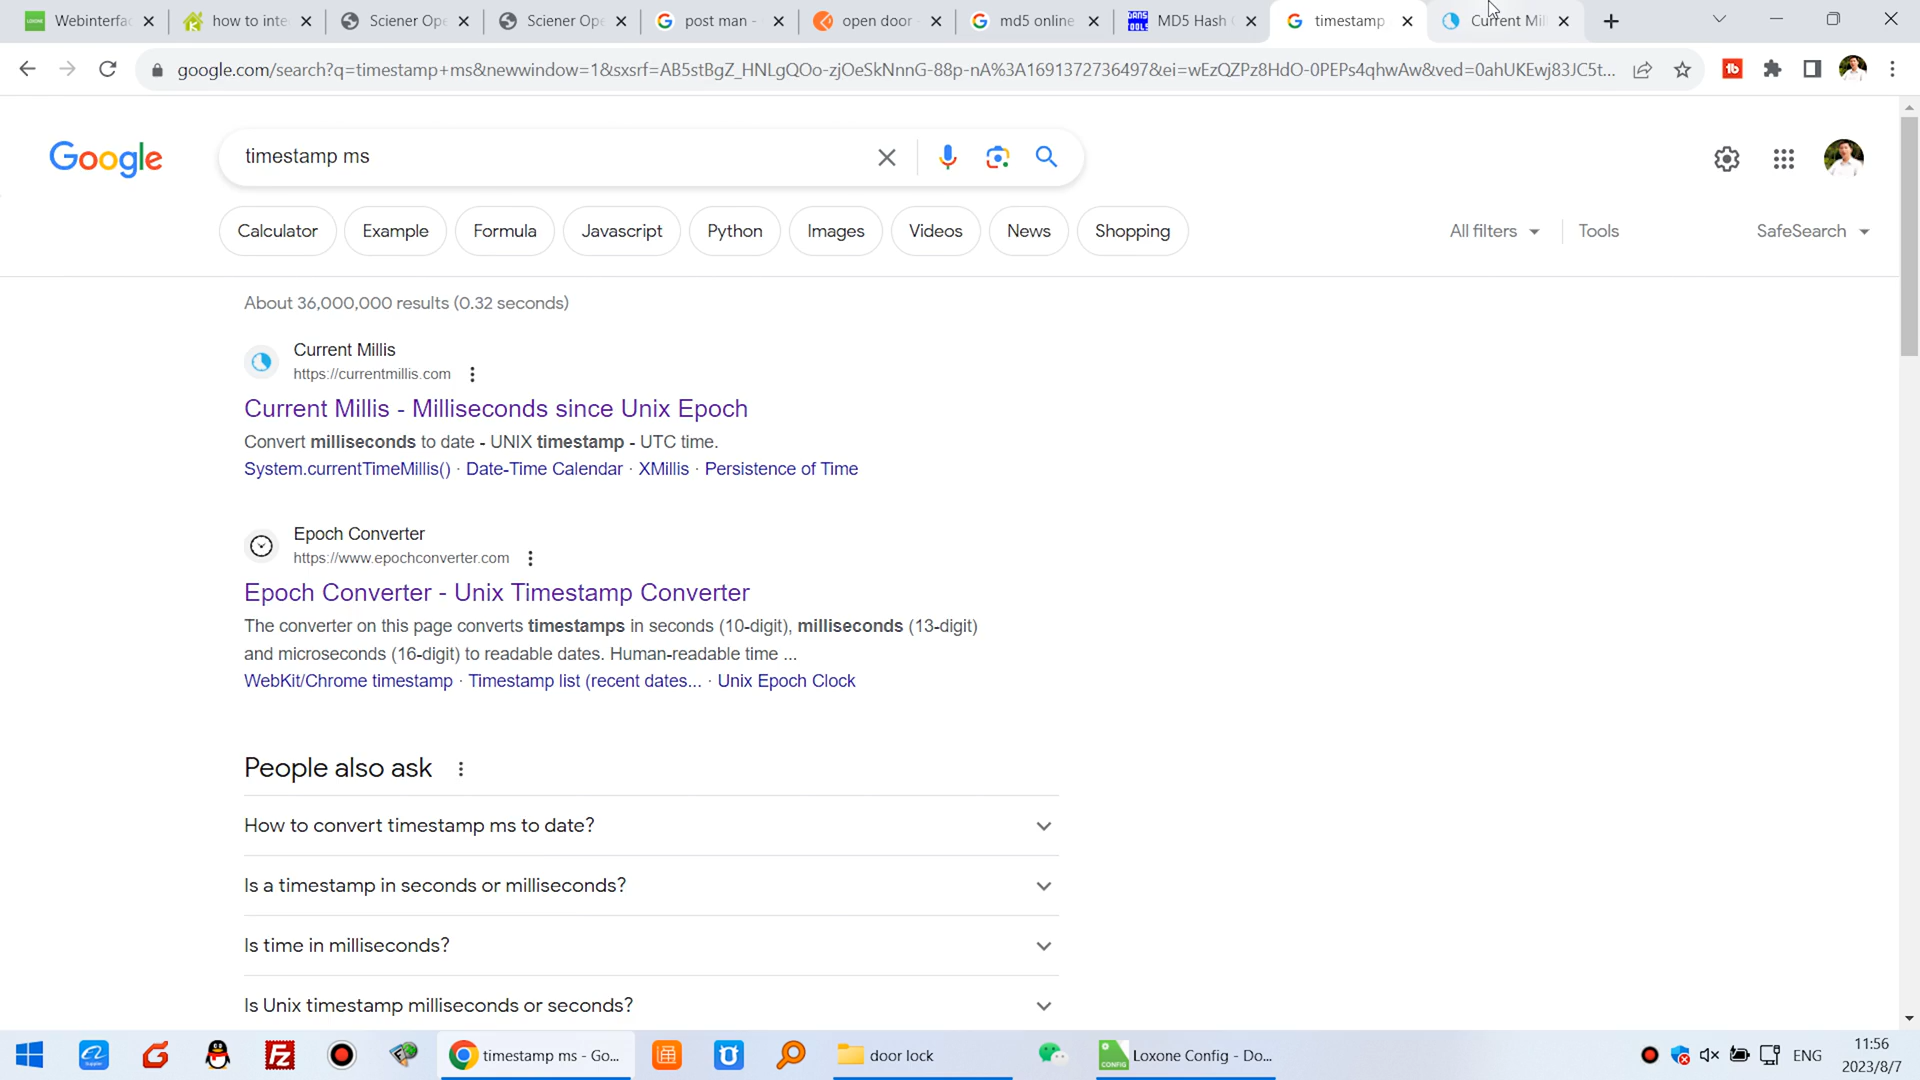 Webinterfa
how to inte
Sciener Ope
Sciener Ope
post man -
open door
md5 online
MD5 Hash
timestamp
Current Mil
google.com/search?q=timestamp+ms&newwindow=1&sxsrf=AB5stBgZ_HNLgQOo-zjOeSkNnnG-88p-nA%3A1691372736497&ei=wEzQZPz8HdO-0PEPs4qhwAw&ved=0ahUKEwj83JC5t...
Google
timestamp ms
Calculator
Example
Formula
Javascript
Python
Images
Videos
News
Shopping
All filters
Tools
SafeSearch
About 36,000,000 results (0.32 seconds)
Current Millis
https://currentmillis.com
Current Millis - Milliseconds since Unix Epoch
Convert milliseconds to date - UNIX timestamp - UTC time.
System.currentTimeMillis() · Date-Time Calendar · XMillis · Persistence of Time
Epoch Converter
https://www.epochconverter.com
Epoch Converter - Unix Timestamp Converter
The converter on this page converts timestamps in seconds (10-digit), milliseconds (13-digit)
and microseconds (16-digit) to readable dates. Human-readable time ...
WebKit/Chrome timestamp · Timestamp list (recent dates... · Unix Epoch Clock
People also ask
How to convert timestamp ms to date?
Is a timestamp in seconds or milliseconds?
Is time in milliseconds?
Is Unix timestamp milliseconds or seconds?
timestamp ms - Go...
door lock
CONFIG
Loxone Config - Do...
ENG
11:56
2023/8/7